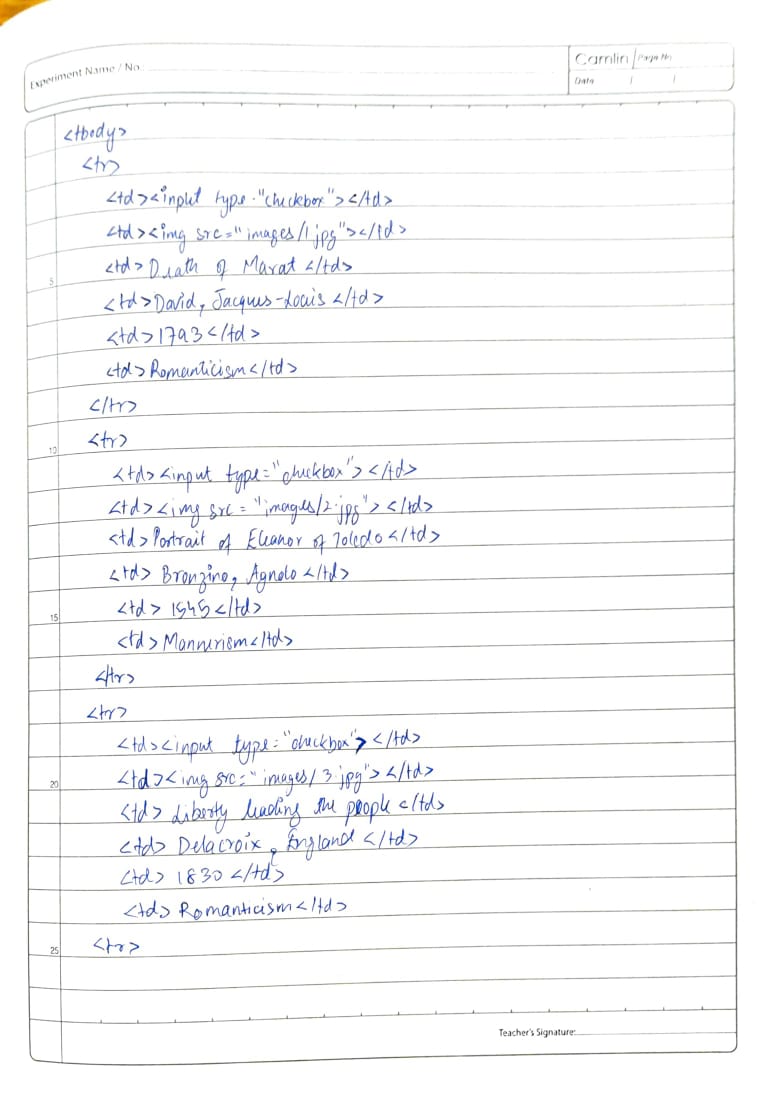 Experiment Name / No.:
Camlin Page No.
Date / /
<tbody>
<tr>
<td><input type="checkbox"></td>
<td><img src="images/1.jpg"></td>
5 <td>Death of Marat </td>
<td>David, Jacques-Louis </td>
<td>1793</td>
<td>Romanticism</td>
</tr>
10 <tr>
<td><input type="checkbox"></td>
<td><img src = "images/2.jpg"></td>
<td>Portrait of Eleanor of Toledo</td>
<td> Bronzino, Agnolo </td>
15 <td> 1545</td>
<td>Mannerism</td>
</tr>
<tr>
<td><input type="checkbox"></td>
20 <td><img src="images/3.jpg"></td>
<td> Liberty leading the people </td>
<td> Delacroix, England </td>
<td> 1830 </td>
<td> Romanticism</td>
25 <tr>
Teacher's Signature: